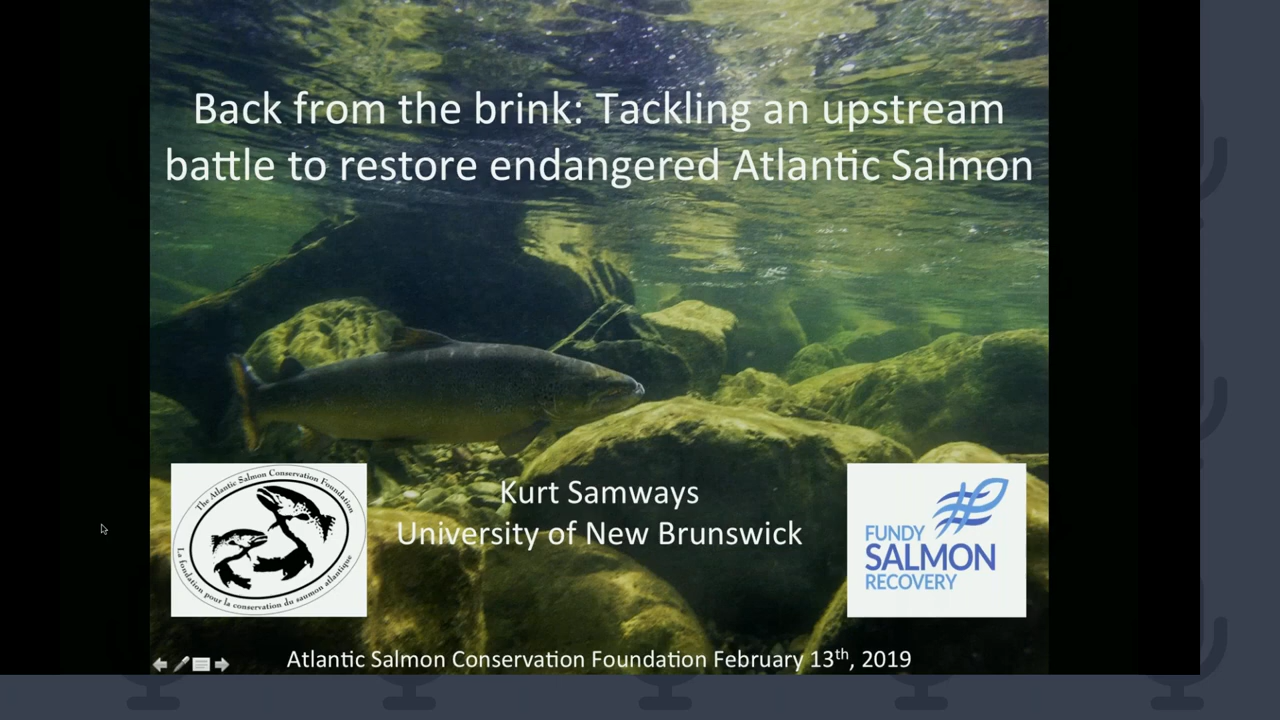 Back from the brink: Tackling an upstream
battle to restore endangered Atlantic Salmon
The Atlantic Salmon Conservation Foundation
La fondation pour la conservation du saumon atlantique
Kurt Samways
University of New Brunswick
FUNDY
SALMON
RECOVERY
Atlantic Salmon Conservation Foundation February 13th, 2019